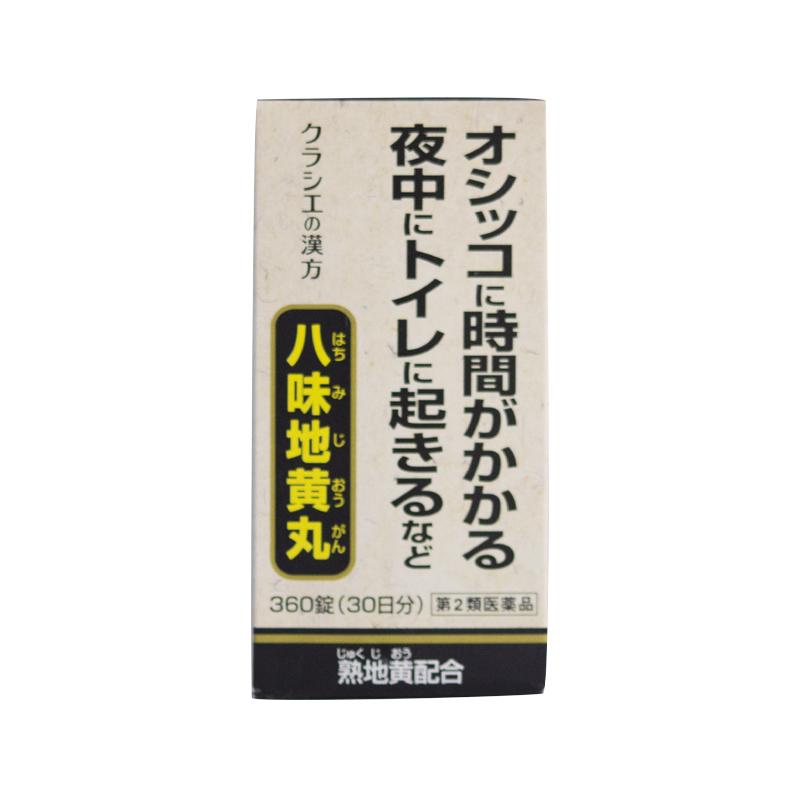 オシッコに時間がかかる
夜中にトイレに起きるなど
クラシエの漢方
はち み じ おう がん
八味地黄丸
360錠(30日分) 第2類医薬品
じゅく じ おう
熟地黄配合